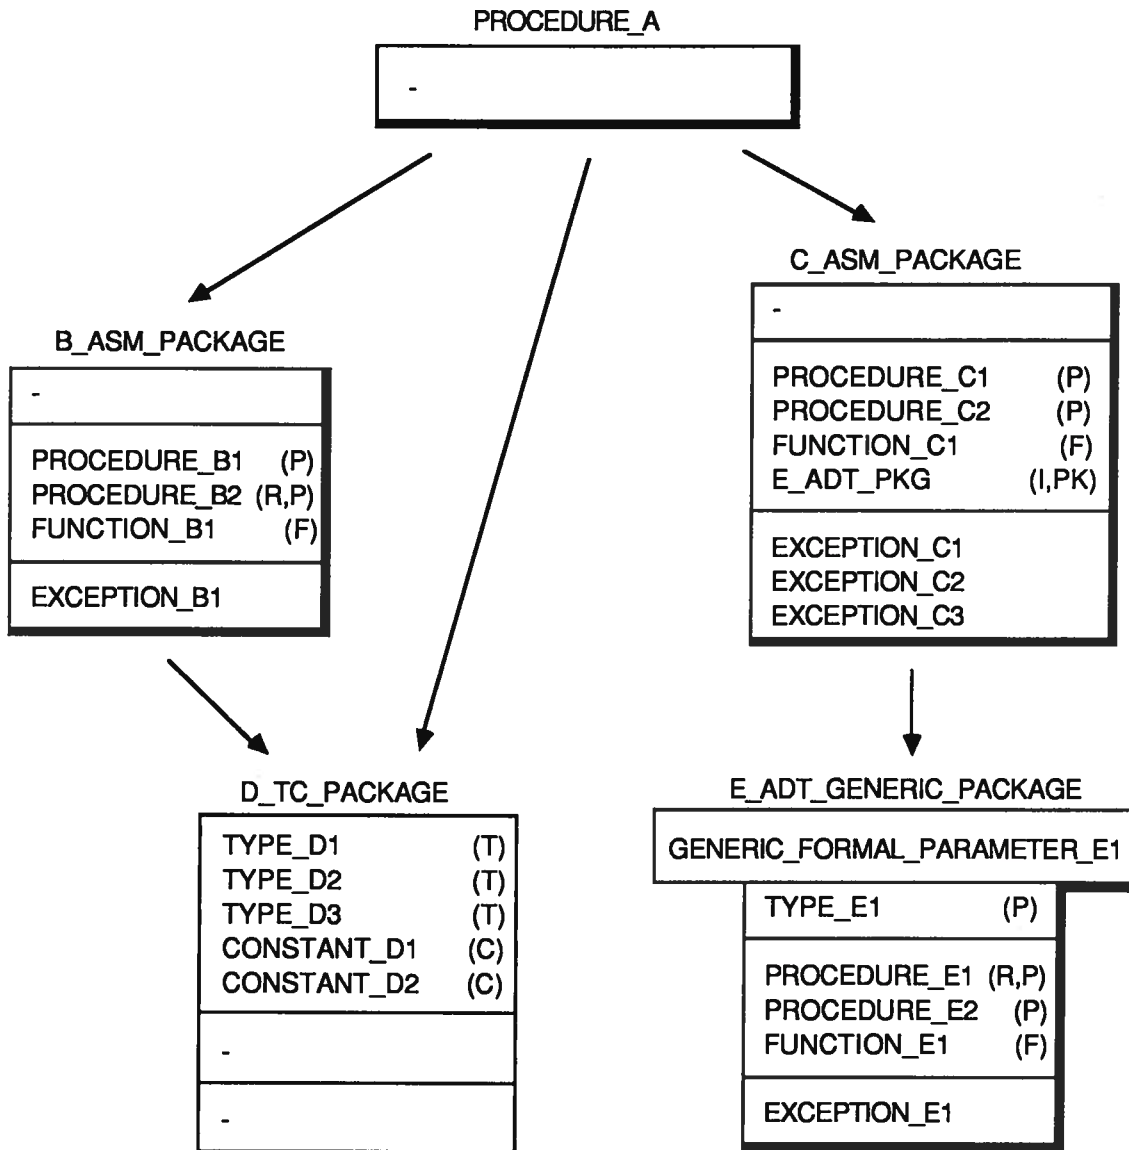 PROCEDURE_A
-
C_ASM_PACKAGE
-
PROCEDURE_C1 (P)
PROCEDURE_C2 (P)
FUNCTION_C1 (F)
E_ADT_PKG (I,PK)
EXCEPTION_C1
EXCEPTION_C2
EXCEPTION_C3
B_ASM_PACKAGE
-
PROCEDURE_B1 (P)
PROCEDURE_B2 (R,P)
FUNCTION_B1 (F)
EXCEPTION_B1
D_TC_PACKAGE
TYPE_D1 (T)
TYPE_D2 (T)
TYPE_D3 (T)
CONSTANT_D1 (C)
CONSTANT_D2 (C)
-
-
E_ADT_GENERIC_PACKAGE
GENERIC_FORMAL_PARAMETER_E1
TYPE_E1 (P)
PROCEDURE_E1 (R,P)
PROCEDURE_E2 (P)
FUNCTION_E1 (F)
EXCEPTION_E1